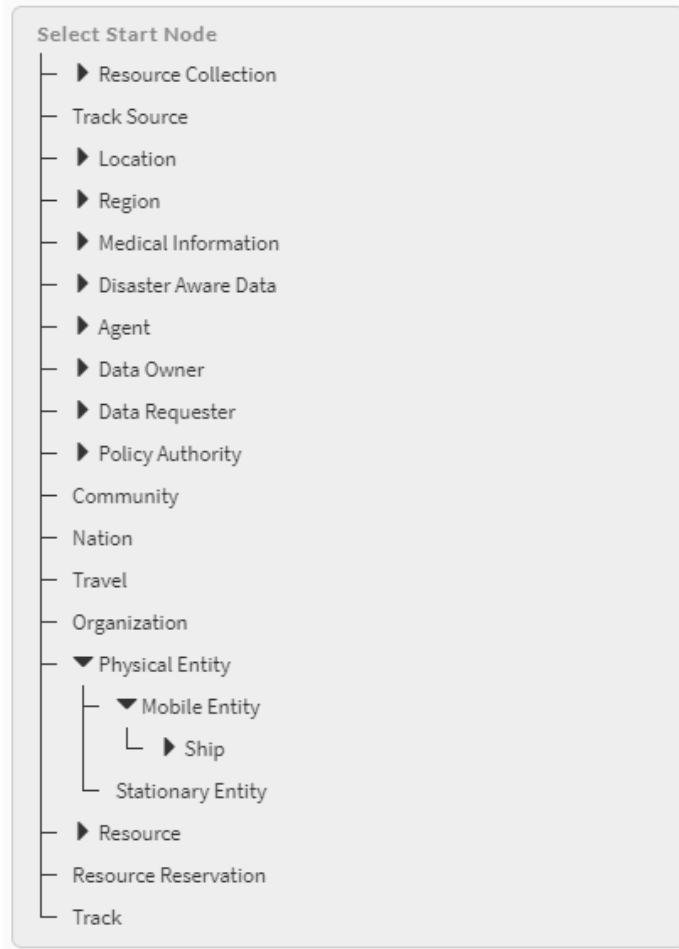 Select Start Node
Resource Collection
Track Source
Location
Region
Medical Information
Disaster Aware Data
Agent
Data Owner
Data Requester
Policy Authority
Community
Nation
Travel
Organization
Physical Entity
Mobile Entity
Ship
Stationary Entity
Resource
Resource Reservation
Track